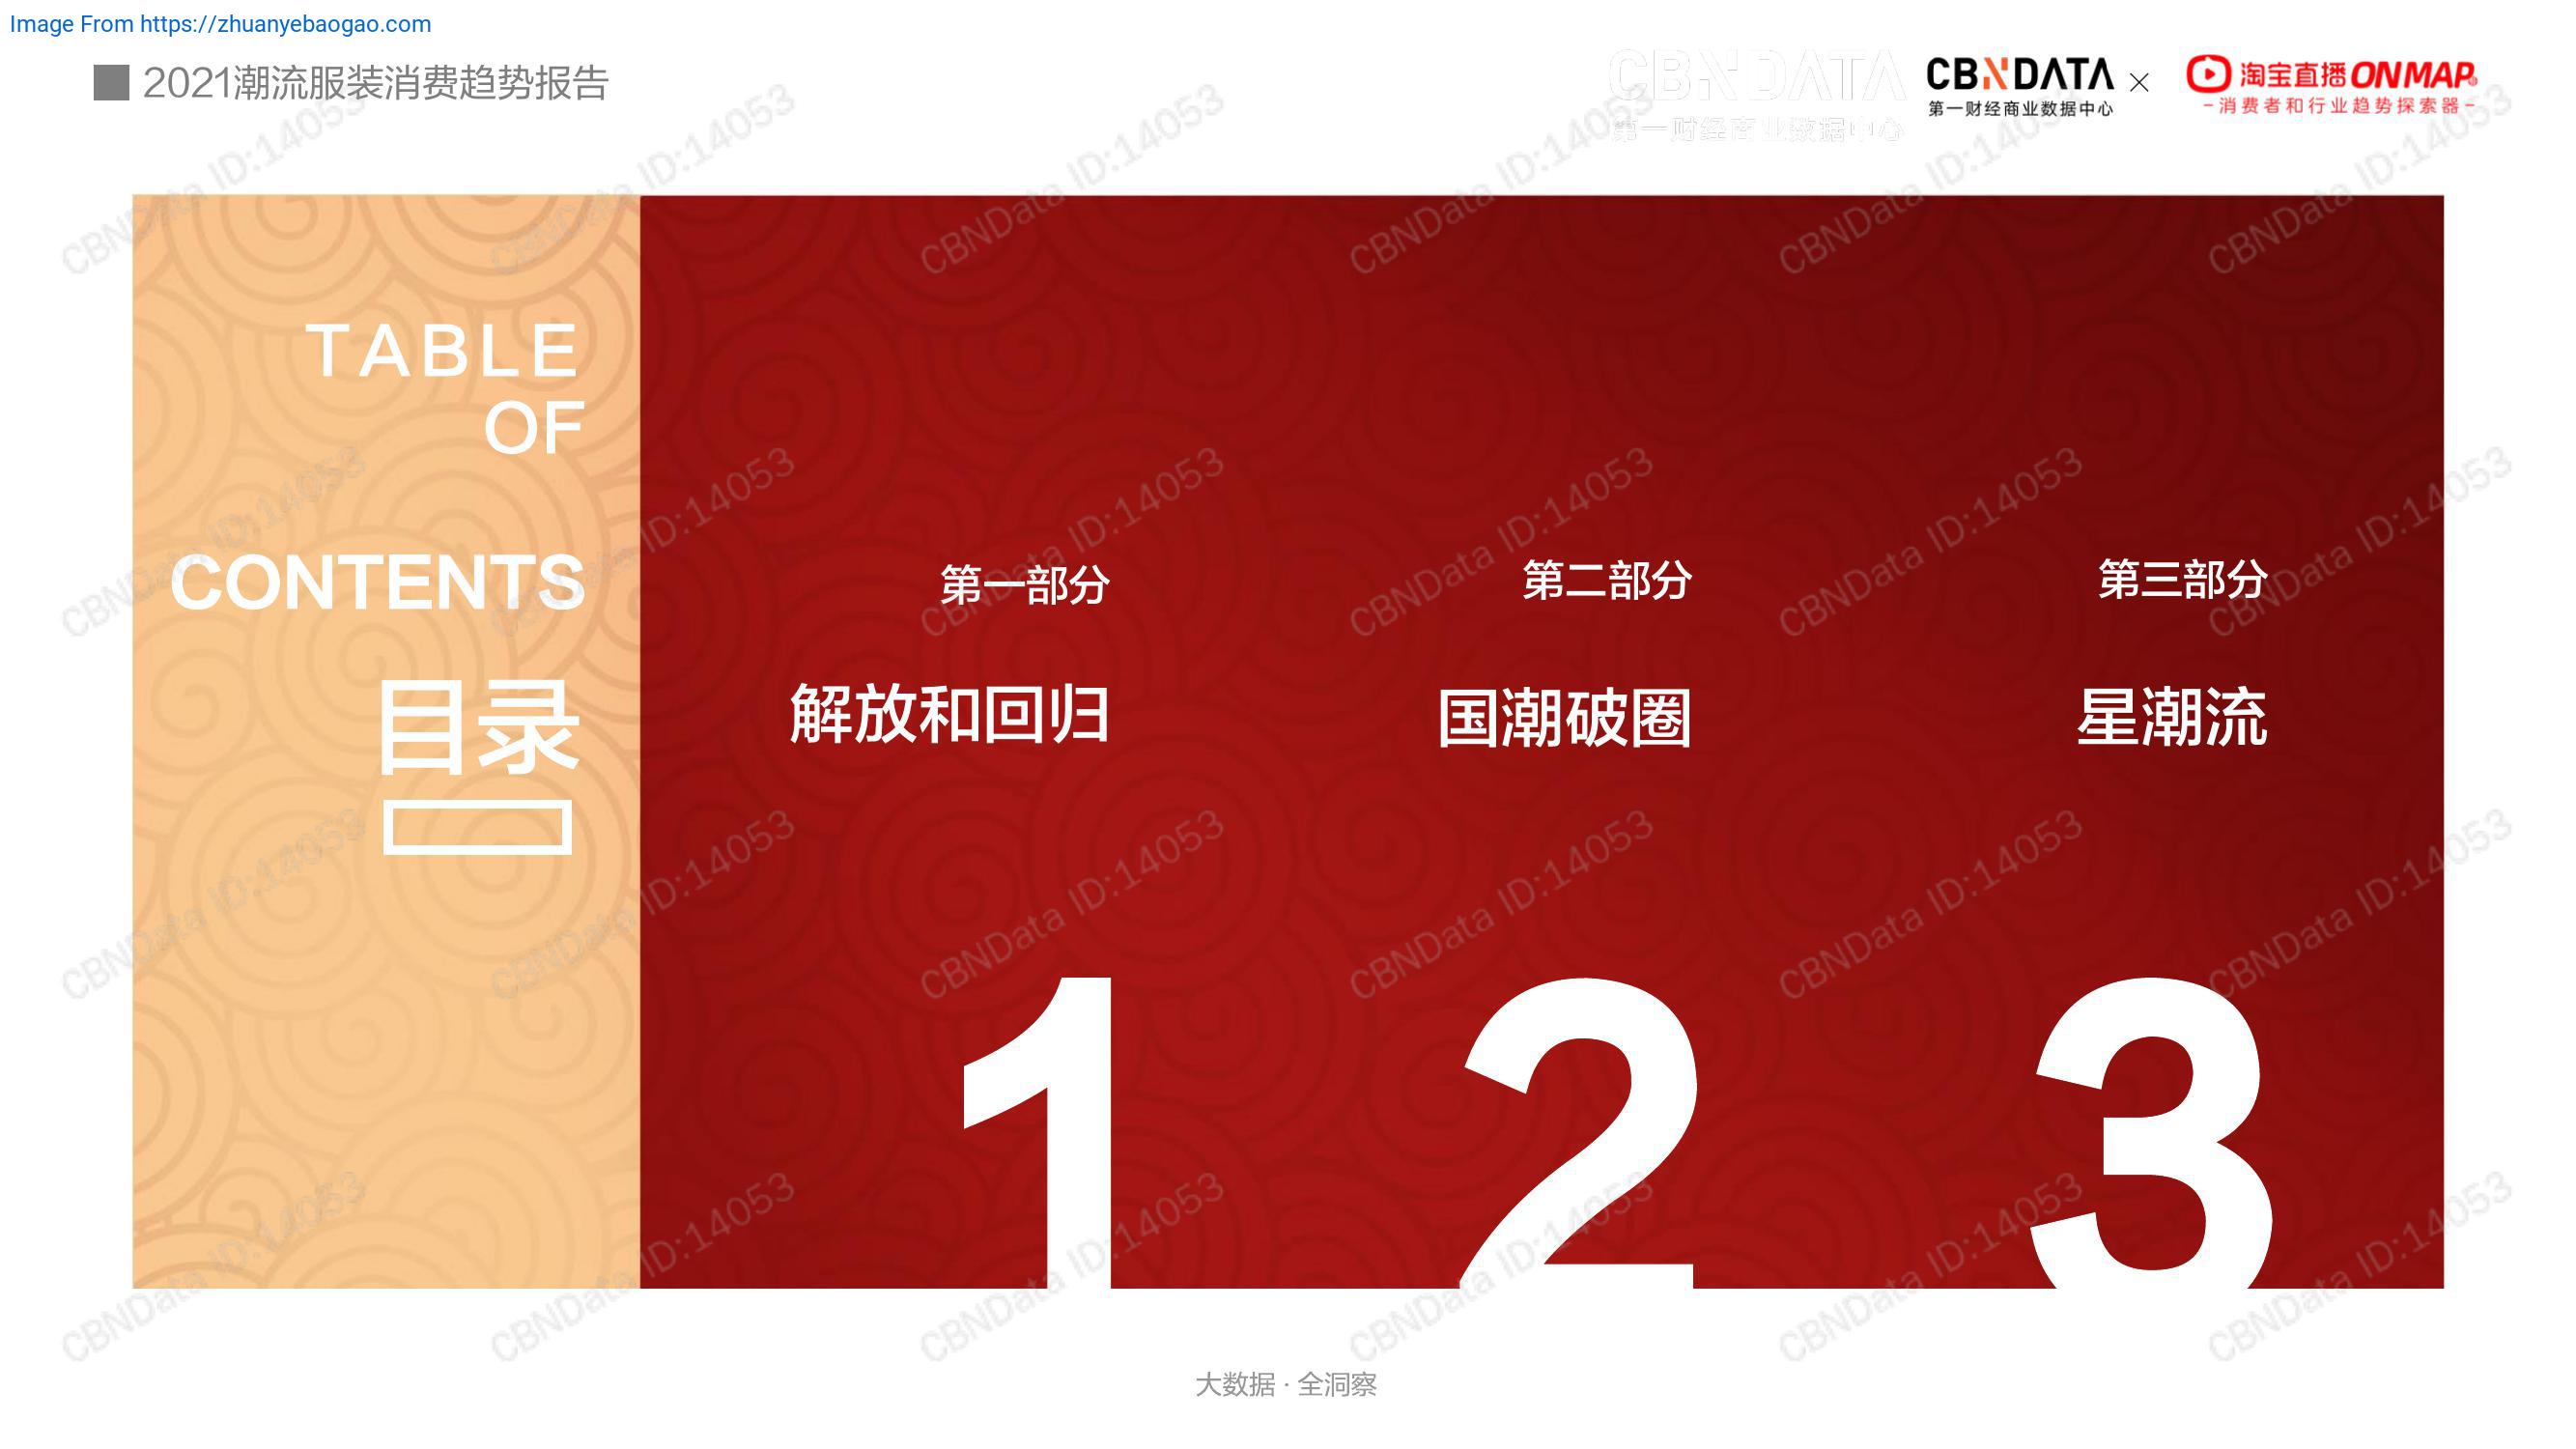 Image From https://zhuanyebaogao.com
2021潮流服装消费趋势报告
CBNDATA
第一财经商业数据中心
CBNDATA
第一财经商业数据中心
×
淘宝直播ONMAP®
-消费者和行业趋势探索器-
TABLE
OF
CONTENTS
目录
第一部分
解放和回归
1
第二部分
国潮破圈
2
第三部分
星潮流
3
大数据 · 全洞察
CBNData ID:14053